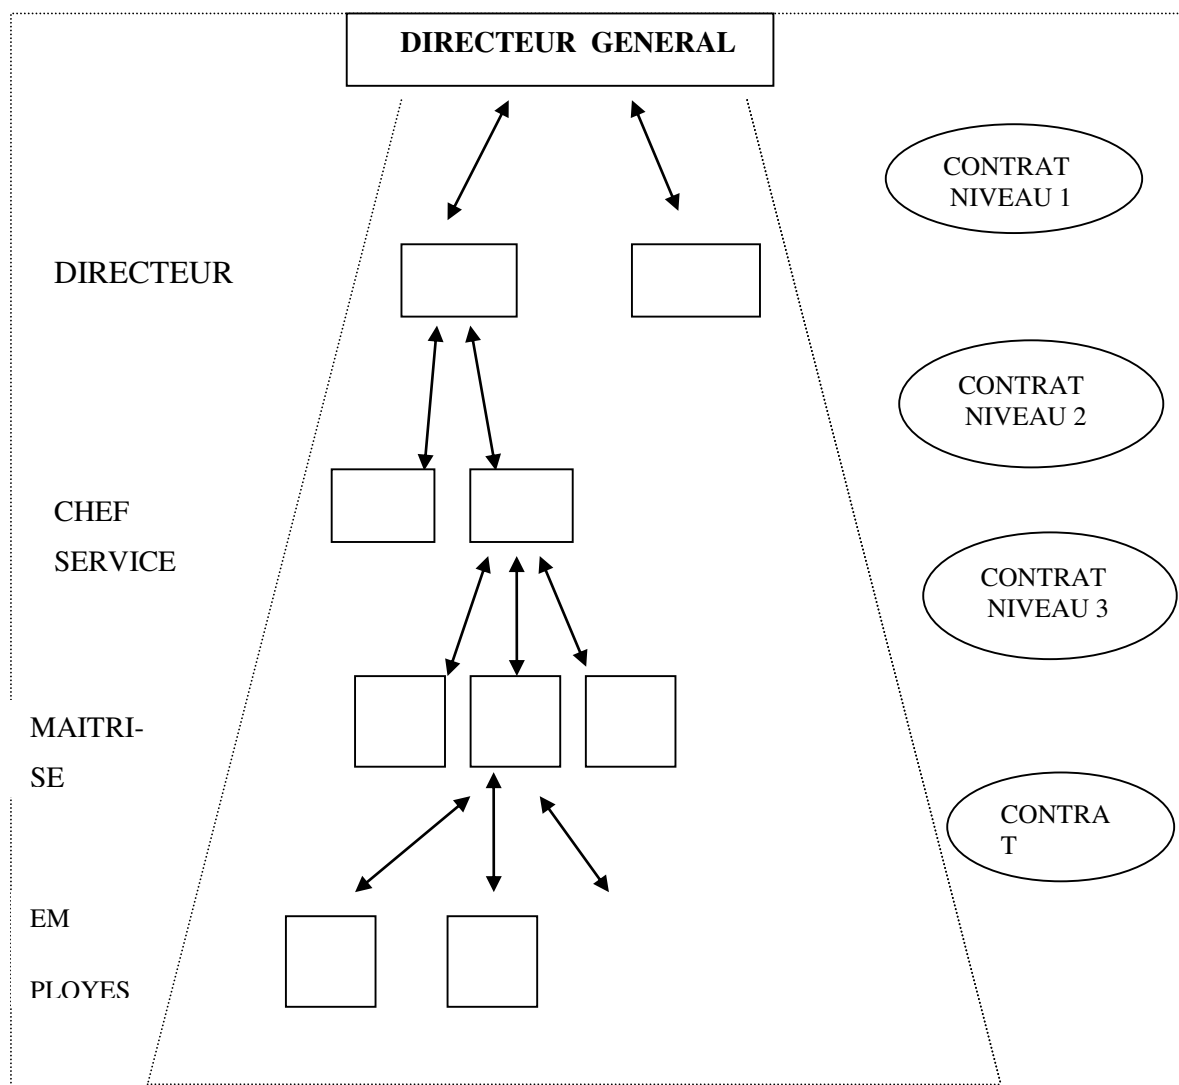 DIRECTEUR GENERAL
CONTRAT
NIVEAU 1
DIRECTEUR
CONTRAT
NIVEAU 2
CHEF
SERVICE
CONTRAT
NIVEAU 3
MAITRI-
SE
CONTRA
T
EM
PLOYES